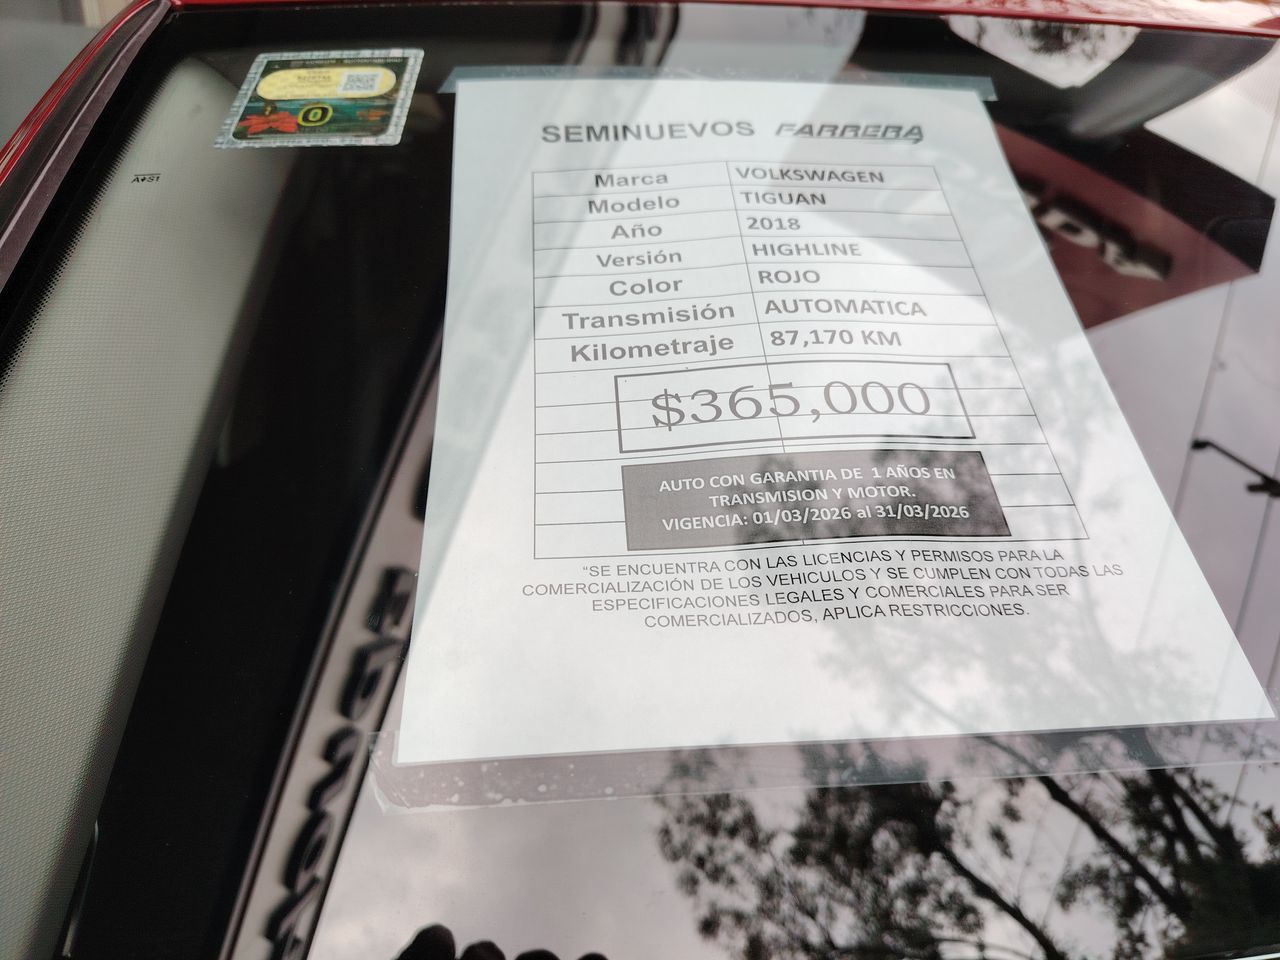 SEMINUEVOS FARRERA
Marca VOLKSWAGEN
Modelo TIGUAN
Año 2018
Versión HIGHLINE
Color ROJO
Transmisión AUTOMATICA
Kilometraje 87,170 KM
$365,000
AUTO CON GARANTIA DE 1 AÑOS EN
TRANSMISION Y MOTOR.
VIGENCIA: 01/03/2026 al 31/03/2026
“SE ENCUENTRA CON LAS LICENCIAS Y PERMISOS PARA LA
COMERCIALIZACIÓN DE LOS VEHICULOS Y SE CUMPLEN CON TODAS LAS
ESPECIFICACIONES LEGALES Y COMERCIALES PARA SER
COMERCIALIZADOS, APLICA RESTRICCIONES.
0